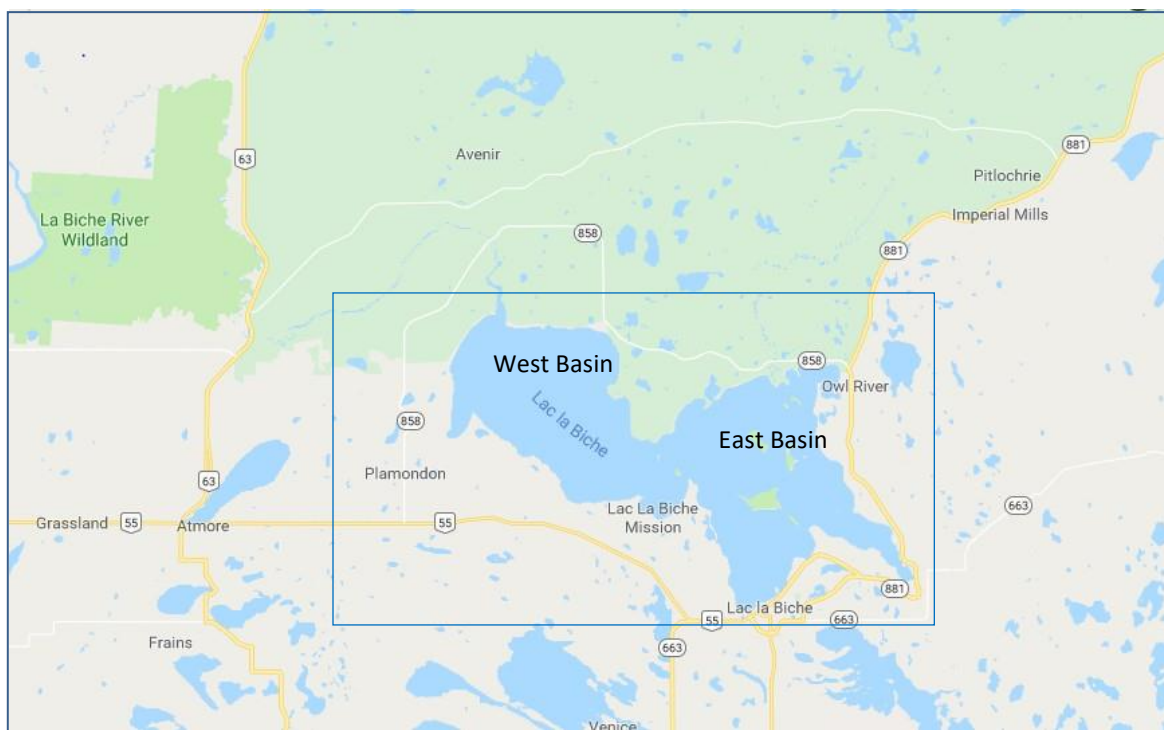 63
Avenir
881
Pitlochrie
La Biche River
Wildland
Imperial Mills
858
881
West Basin
858
Owl River
Lac la Biche
858
East Basin
Plamondon
63
663
Lac La Biche
Mission
Grassland
55
Atmore
55
881
Lac la Biche
55
663
Frains
663
Venice